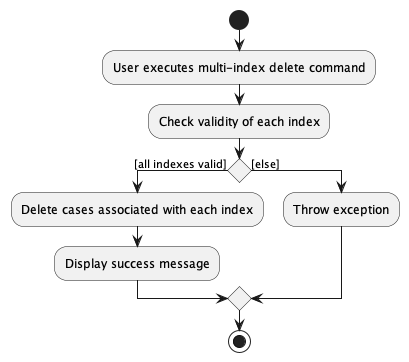 User executes multi-index delete command
Check validity of each index
[all indexes valid]
[else]
Delete cases associated with each index
Throw exception
Display success message